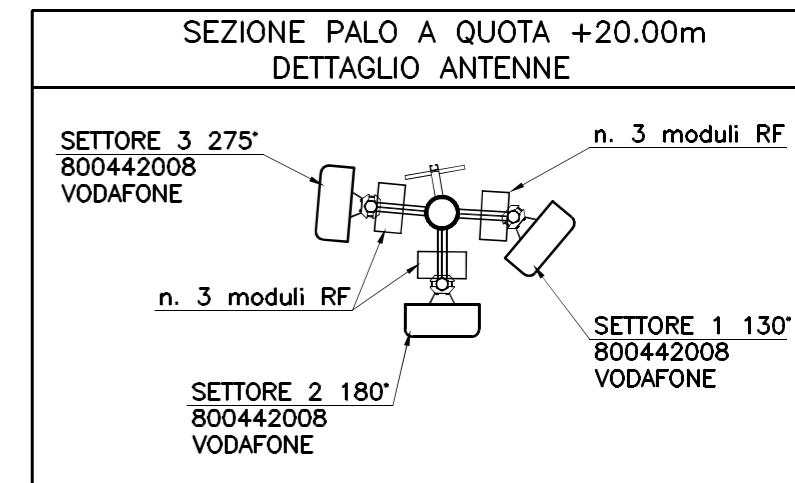 SEZIONE PALO A QUOTA +20.00m
DETTAGLIO ANTENNE
SETTORE 3 275°
800442008
VODAFONE
n. 3 moduli RF
n. 3 moduli RF
SETTORE 1 130°
800442008
VODAFONE
SETTORE 2 180°
800442008
VODAFONE